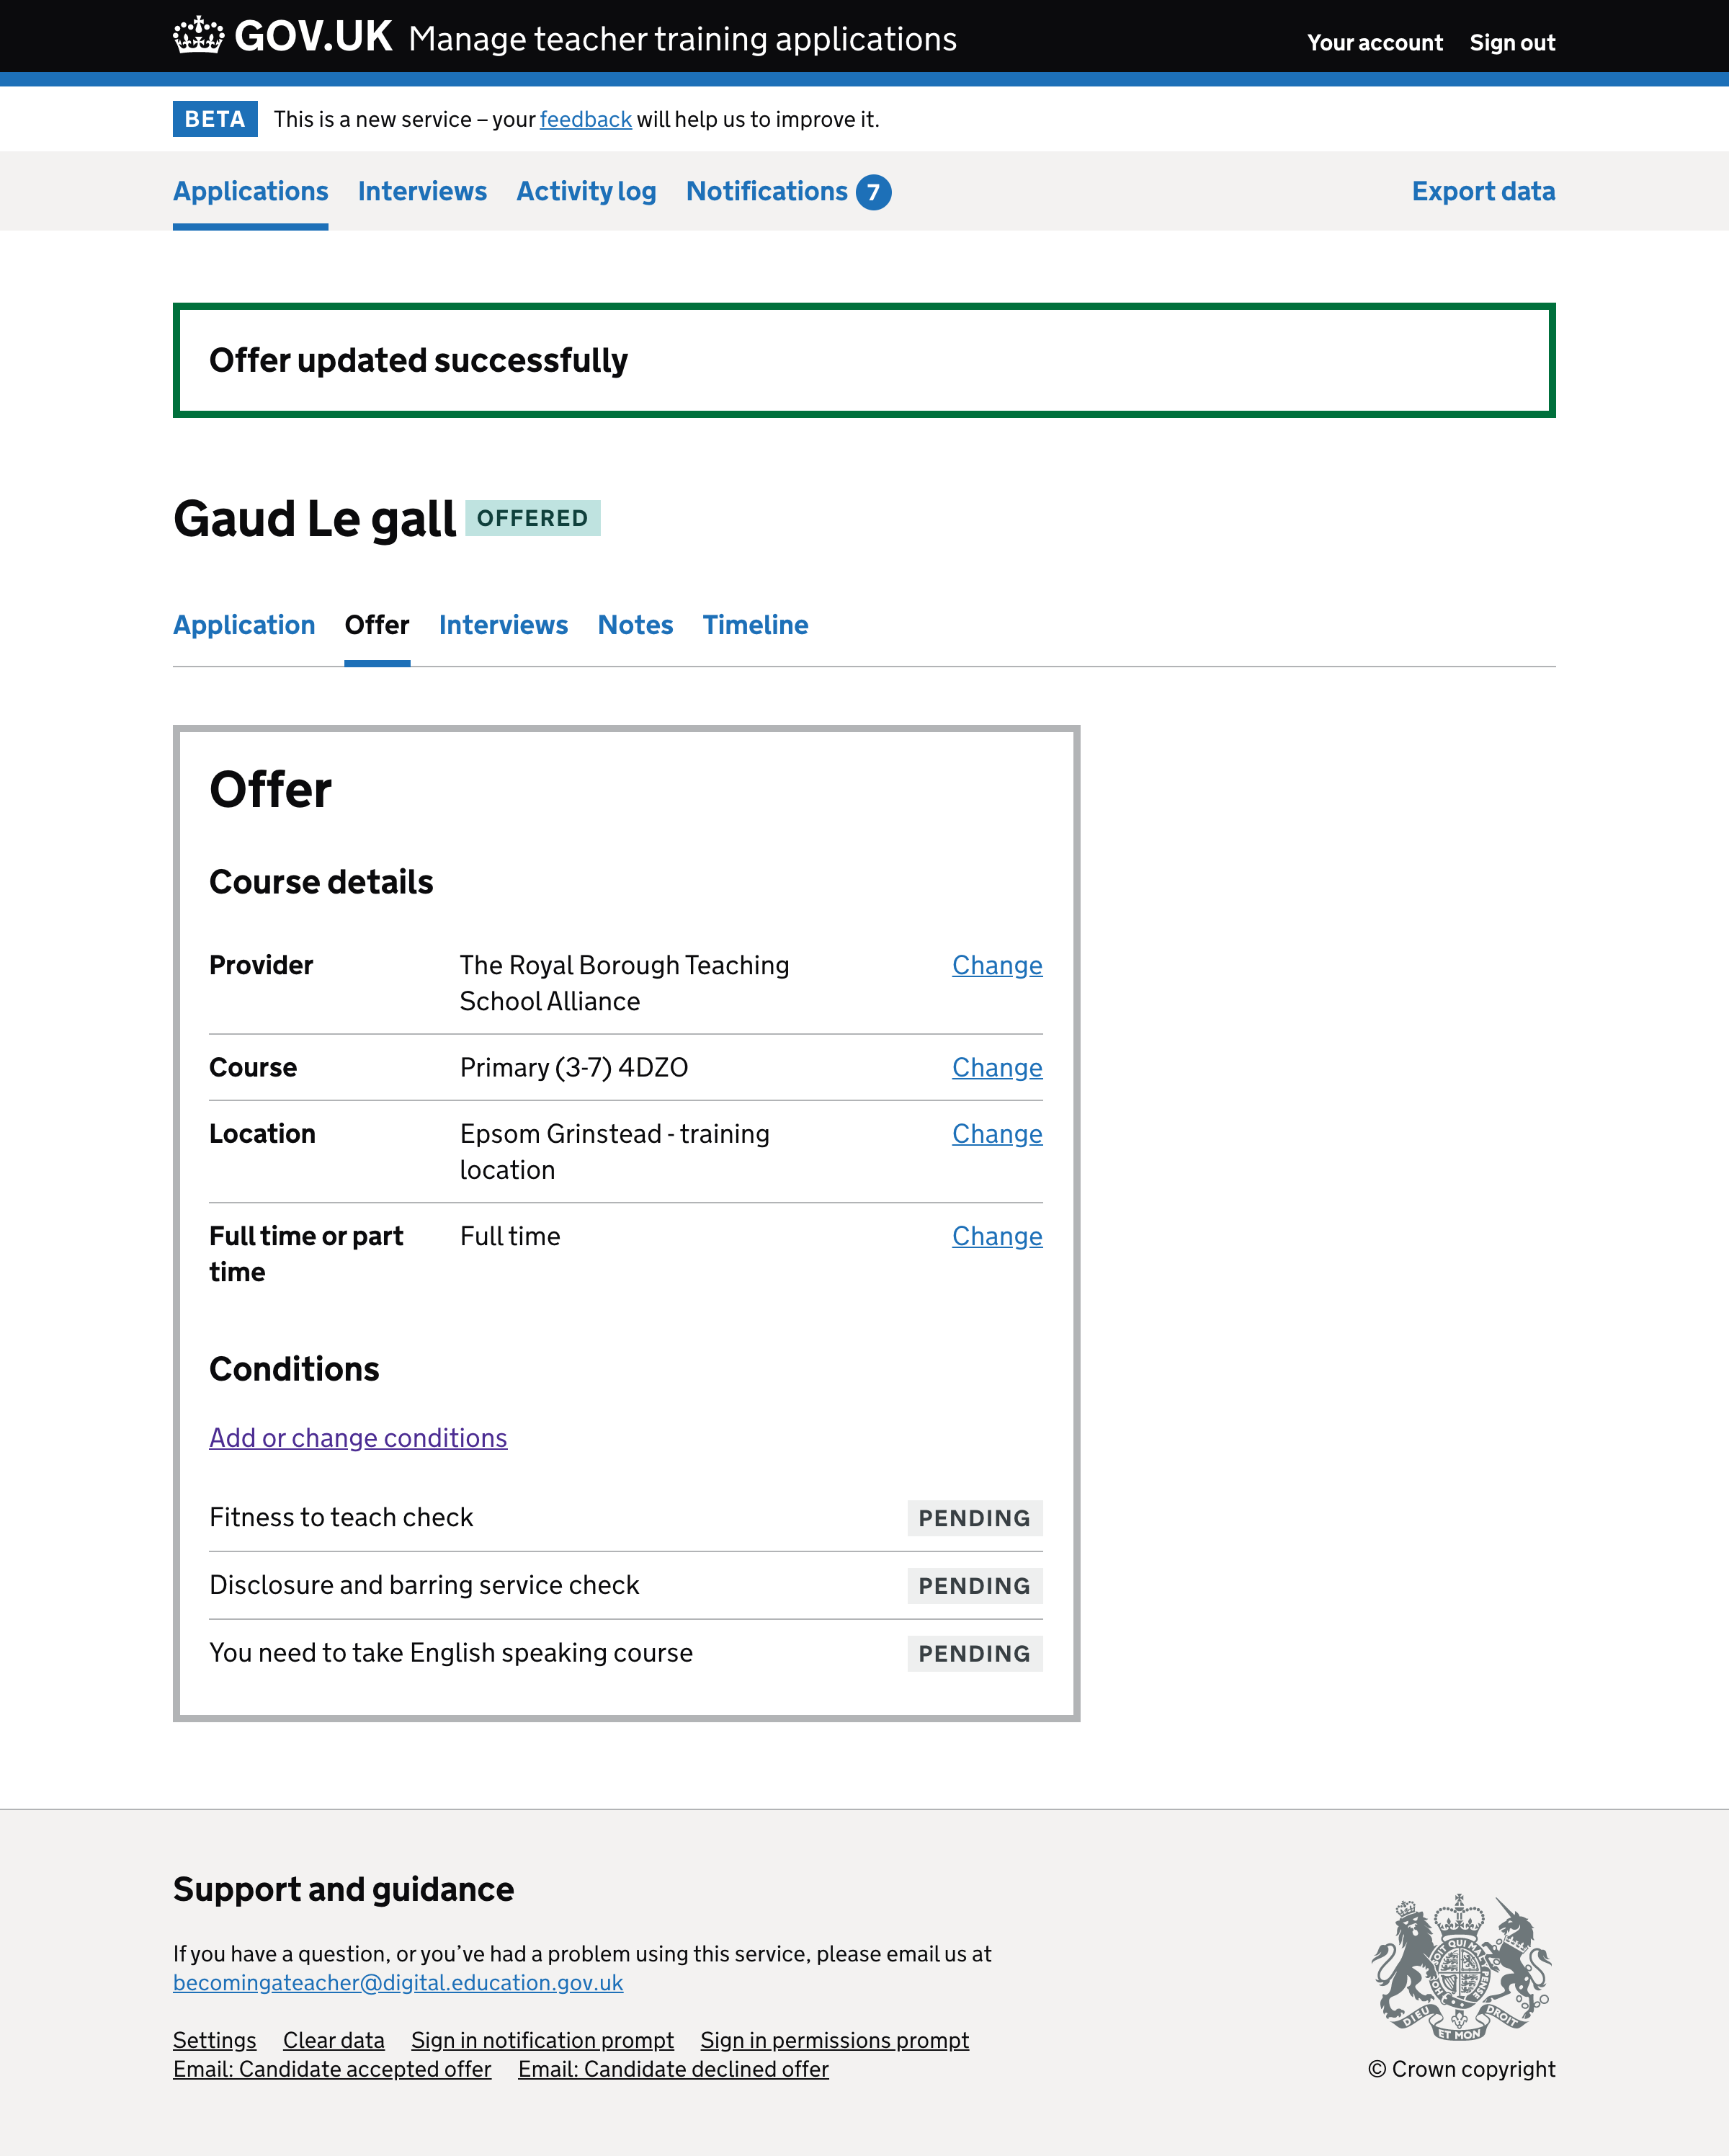 GOV.UK Manage teacher training applications Your account Sign out
BETA This is a new service – your feedback will help us to improve it.
Applications Interviews Activity log Notifications 7 Export data
Offer updated successfully
Gaud Le gall OFFERED
Application Offer Interviews Notes Timeline
Offer
Course details
Provider The Royal Borough Teaching Change
School Alliance
Course Primary (3-7) 4DZO Change
Location Epsom Grinstead - training Change
location
Full time or part Full time Change
time
Conditions
Add or change conditions
Fitness to teach check PENDING
Disclosure and barring service check PENDING
You need to take English speaking course PENDING
Support and guidance
If you have a question, or you’ve had a problem using this service, please email us at
becomingateacher@digital.education.gov.uk
Settings Clear data Sign in notification prompt Sign in permissions prompt
Email: Candidate accepted offer Email: Candidate declined offer
DIEU ET MON DROIT
© Crown copyright